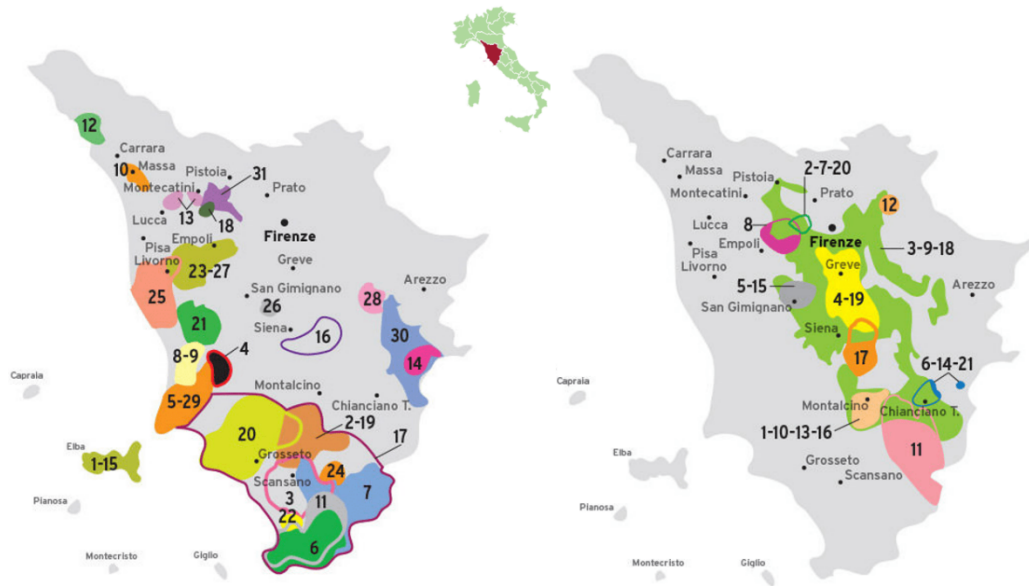 12
Carrara
10
Massa
Pistoia
31
Montecatini
Prato
13
Lucca
18
Pisa
Empoli
Firenze
Livorno
23-27
Greve
25
San Gimignano
26
28
Arezzo
21
Siena
16
30
8-9
4
14
5-29
Montalcino
Chianciano T.
Capraia
20
2-19
17
Elba
1-15
Grosseto
24
Scansano
7
3
11
22
Pianosa
6
Montecristo
Giglio
Carrara
2-7-20
Massa
Pistoia
Montecatini
Prato
12
8
Lucca
Firenze
Empoli
3-9-18
Pisa
Livorno
Greve
5-15
Arezzo
San Gimignano
4-19
Siena
17
6-14-21
Capraia
Montalcino
Chianciano T.
1-10-13-16
11
Elba
Grosseto
Scansano
Pianosa
Montecristo
Giglio